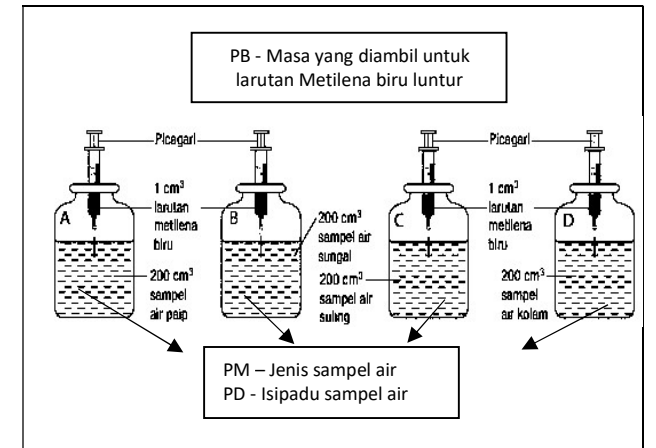 PB - Masa yang diambil untuk
larutan Metilena biru luntur
Picagari
Picagari
1 cm³
larutan
metilena
biru
1 cm³
larutan
metilena
biru
A
B
C
D
200 cm³
sampel air
sungai
200 cm³
sampel
air paip
200 cm³
sampel air
suling
200 cm³
sampel
air kolam
PM – Jenis sampel air
PD - Isipadu sampel air